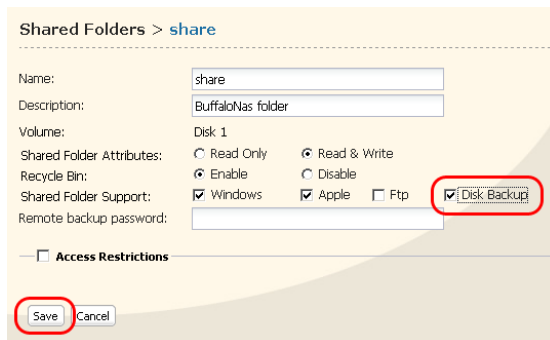 Shared Folders > share
Name: share
Description: BuffaloNas folder
Volume: Disk 1
Shared Folder Attributes: Read Only Read & Write
Recycle Bin: Enable Disable
Shared Folder Support: Windows Apple Ftp Disk Backup
Remote backup password:
Access Restrictions
Save Cancel